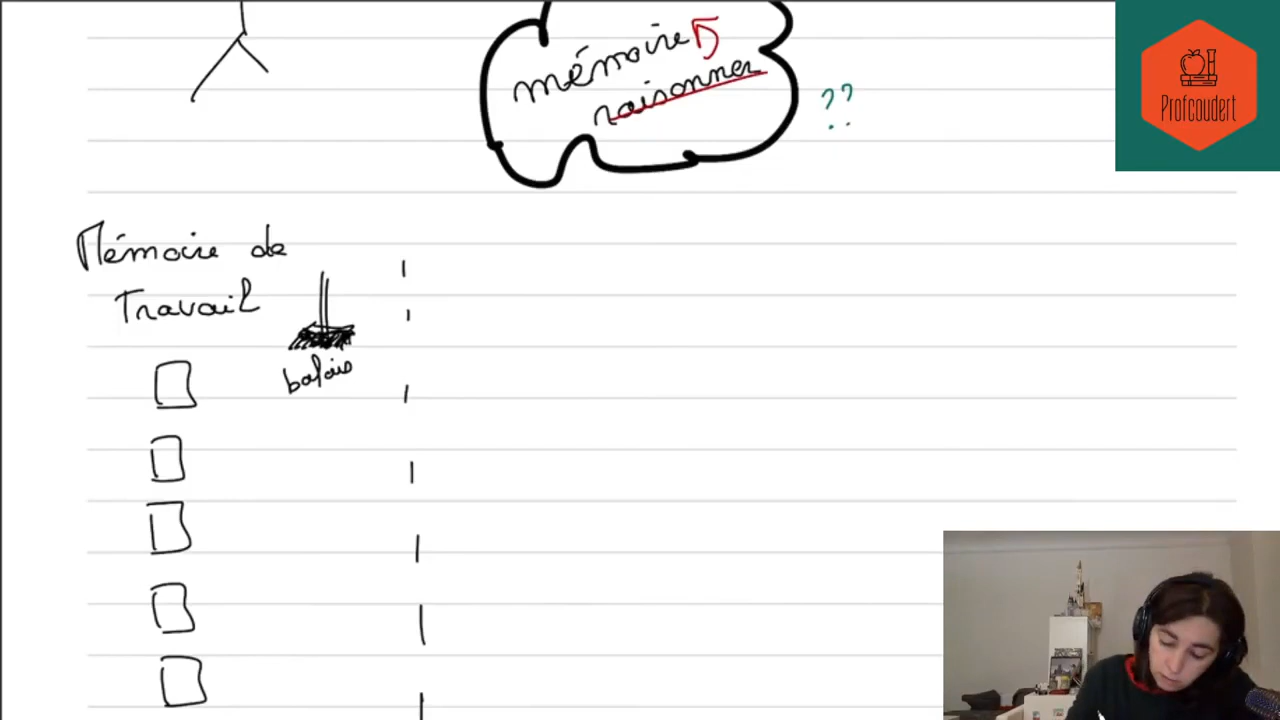 mémoire
raisonner
??
Profcoudert
Mémoire de
Travail
balais